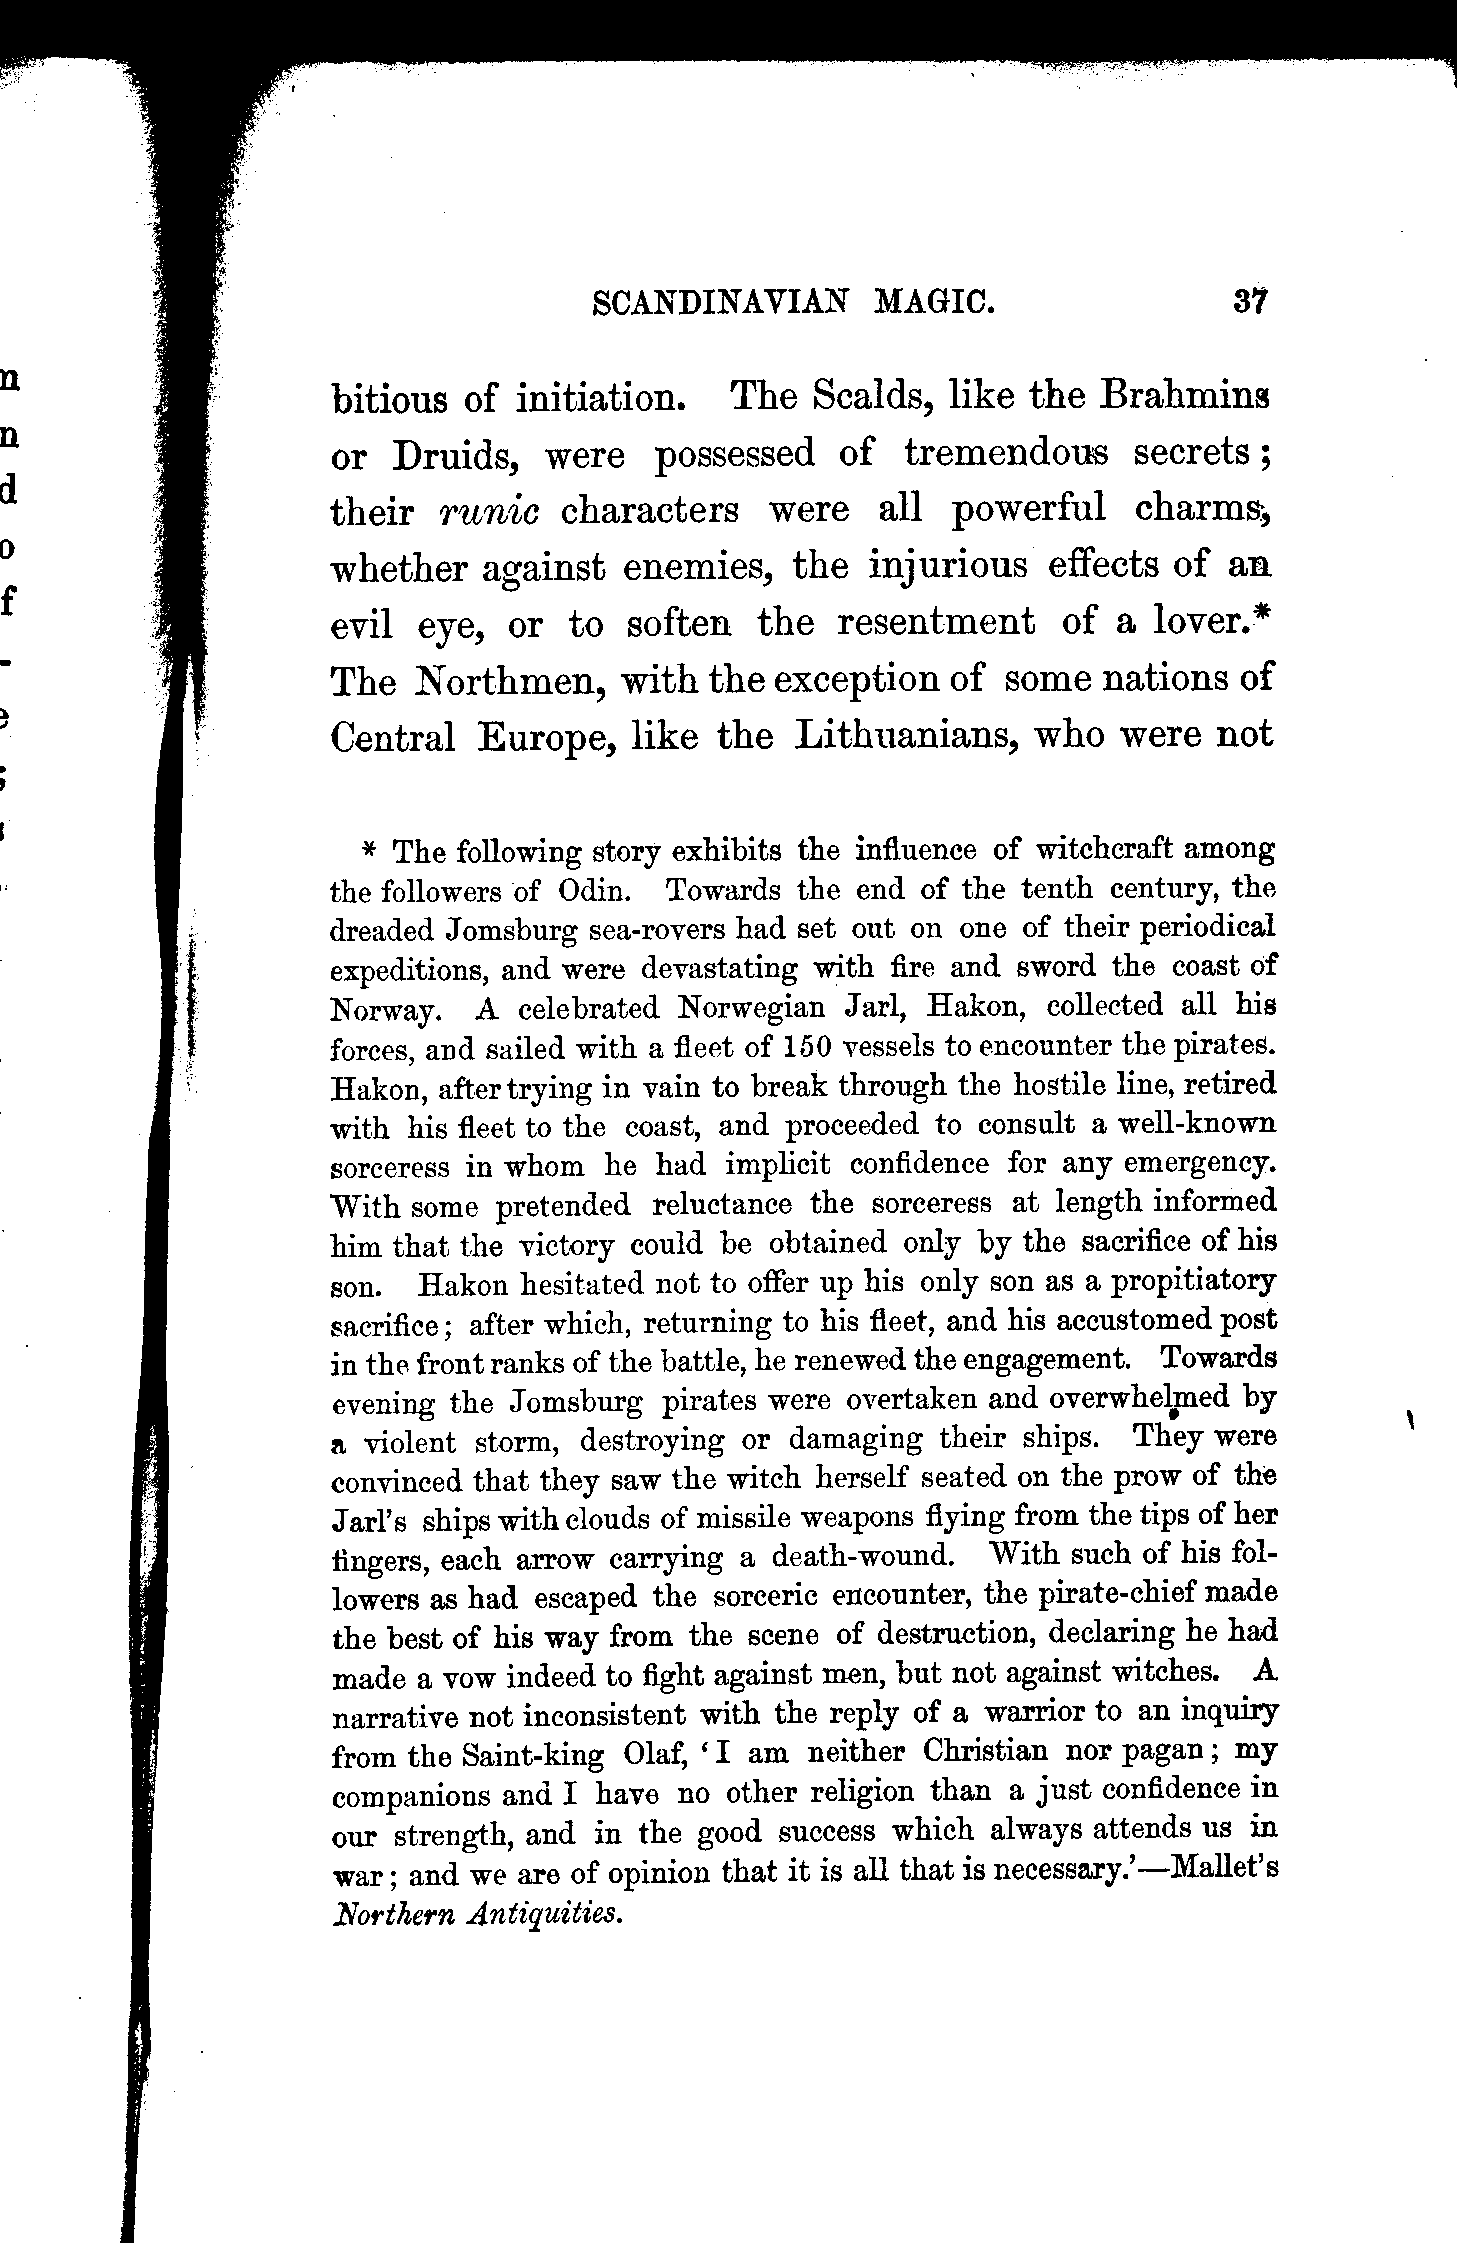 SCANDINAVIAN MAGIC. 37
bitious of initiation. The Scalds, like the Brahmins
or Druids, were possessed of tremendous secrets;
their runic characters were all powerful charms,
whether against enemies, the injurious effects of an
evil eye, or to soften the resentment of a lover.*
The Northmen, with the exception of some nations of
Central Europe, like the Lithuanians, who were not
* The following story exhibits the influence of witchcraft among
the followers of Odin. Towards the end of the tenth century, the
dreaded Jomsburg sea-rovers had set out on one of their periodical
expeditions, and were devastating with fire and sword the coast of
Norway. A celebrated Norwegian Jarl, Hakon, collected all his
forces, and sailed with a fleet of 150 vessels to encounter the pirates.
Hakon, after trying in vain to break through the hostile line, retired
with his fleet to the coast, and proceeded to consult a well-known
sorceress in whom he had implicit confidence for any emergency.
With some pretended reluctance the sorceress at length informed
him that the victory could be obtained only by the sacrifice of his
son. Hakon hesitated not to offer up his only son as a propitiatory
sacrifice; after which, returning to his fleet, and his accustomed post
in the front ranks of the battle, he renewed the engagement. Towards
evening the Jomsburg pirates were overtaken and overwhelmed by
a violent storm, destroying or damaging their ships. They were
convinced that they saw the witch herself seated on the prow of the
Jarl's ships with clouds of missile weapons flying from the tips of her
fingers, each arrow carrying a death-wound. With such of his fol-
lowers as had escaped the sorceric encounter, the pirate-chief made
the best of his way from the scene of destruction, declaring he had
made a vow indeed to fight against men, but not against witches. A
narrative not inconsistent with the reply of a warrior to an inquiry
from the Saint-king Olaf, 'I am neither Christian nor pagan; my
companions and I have no other religion than a just confidence in
our strength, and in the good success which always attends us in
war; and we are of opinion that it is all that is necessary.'—Mallet's
Northern Antiquities.